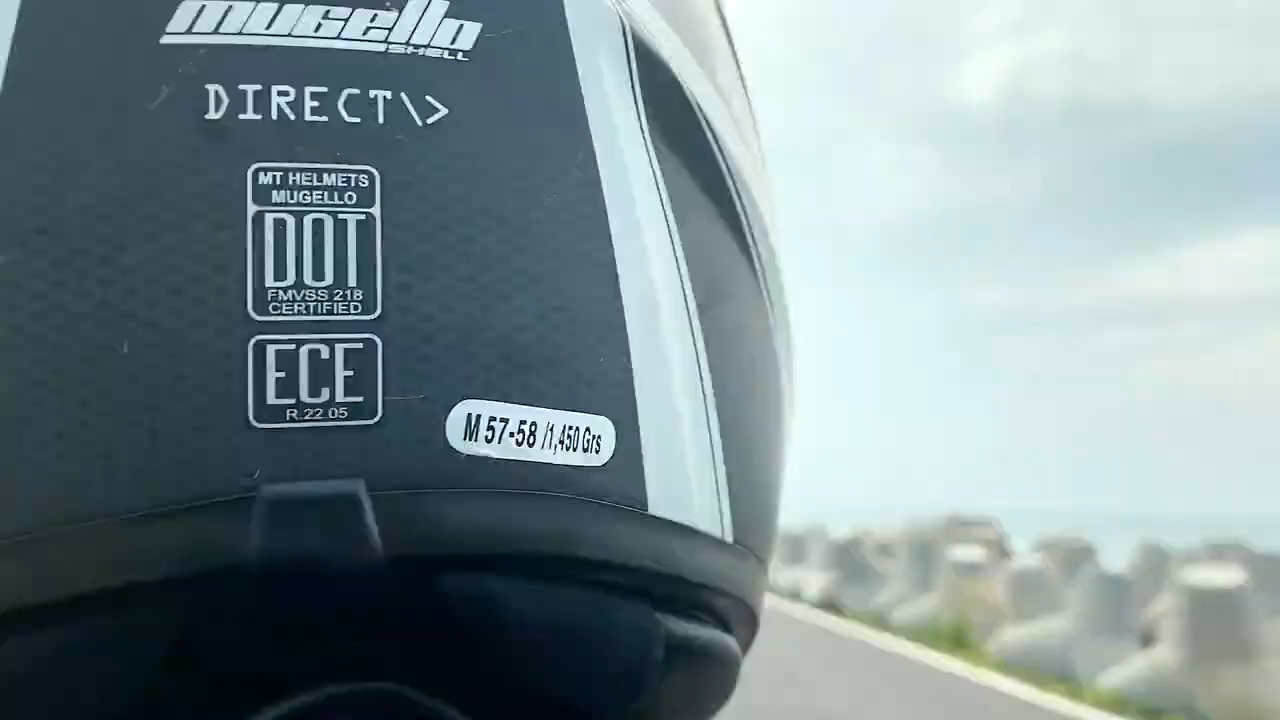 mugello
SHELL
DIRECT\>
MT HELMETS
MUGELLO
DOT
FMVSS 218
CERTIFIED
ECE
R.22 05
M 57-58 /1,450 Grs